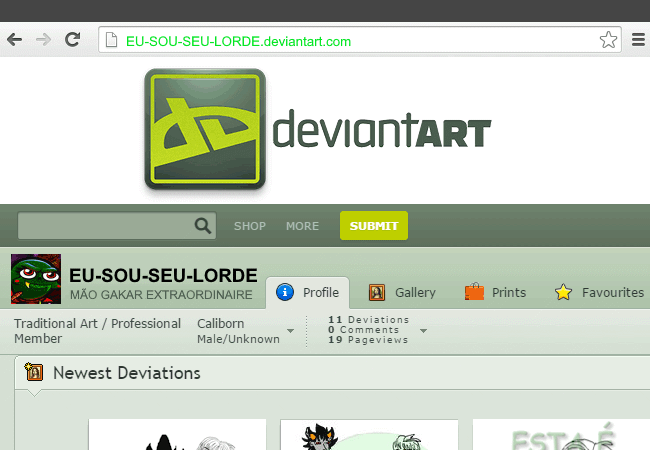 EU-SOU-SEU-LORDE.deviantart.com
deviantART
SHOP MORE SUBMIT
EU-SOU-SEU-LORDE
MÃO GAKAR EXTRAORDINAIRE
Profile Gallery Prints Favourites
Traditional Art / Professional
Member
Caliborn
Male/Unknown
11 Deviations
0 Comments
19 Pageviews
Newest Deviations
ESTA É